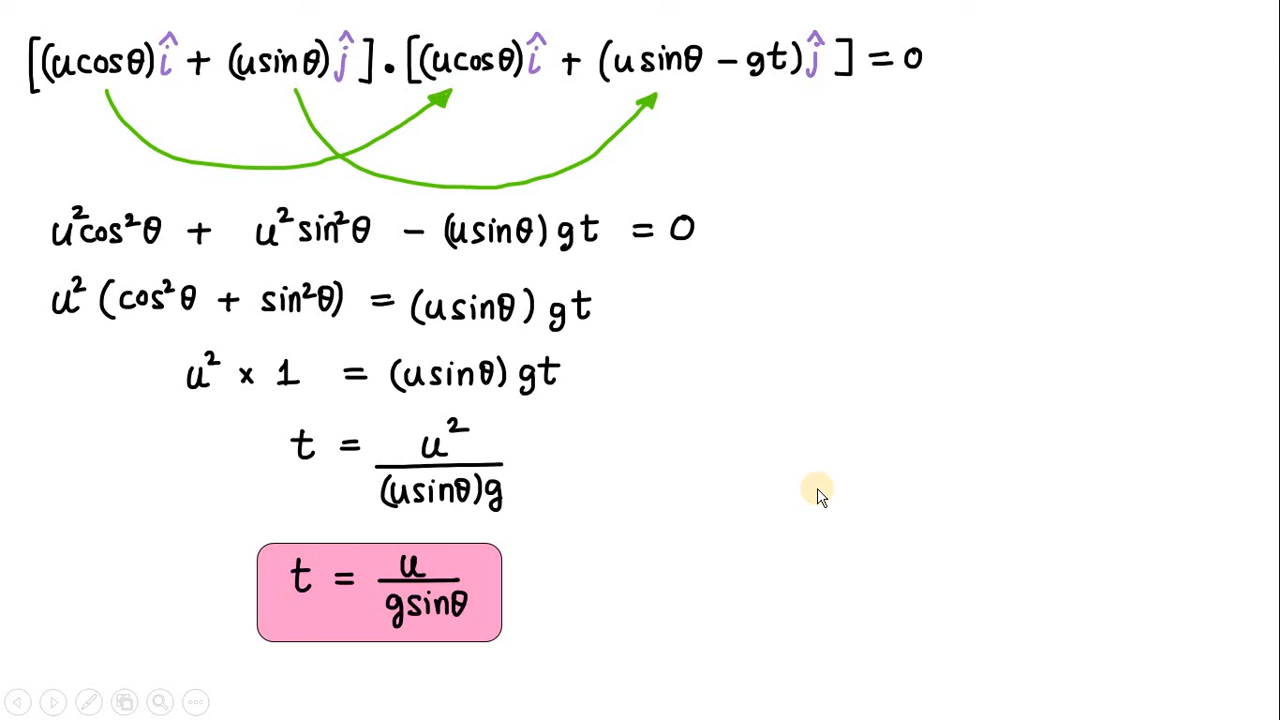 [(ucosθ)î + (usinθ)ĵ] . [(ucosθ)î + (usinθ - gt)ĵ] = 0
u²cos²θ + u²sin²θ - (usinθ) gt = 0
u² (cos²θ + sin²θ) = (usinθ) gt
u² × 1 = (usinθ) gt
t = u² / (usinθ)g
t = u / gsinθ